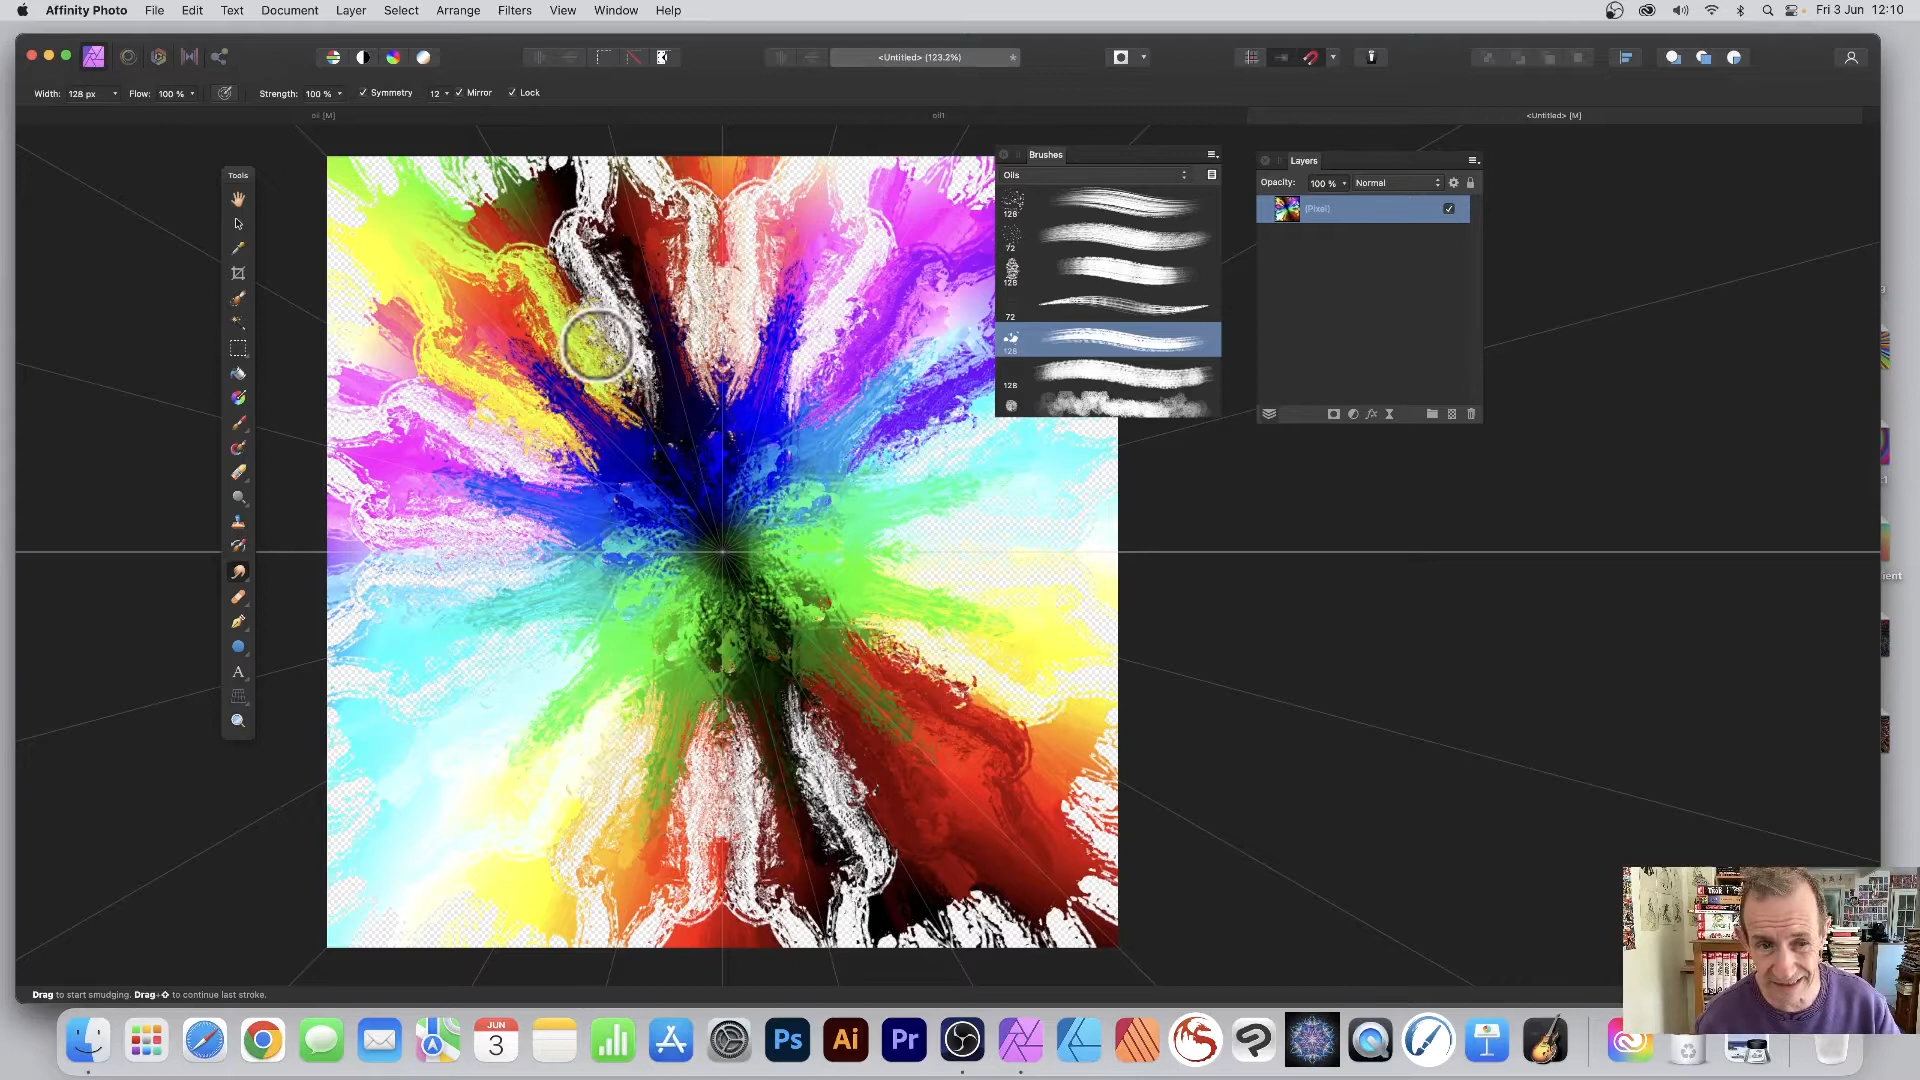 Affinity Photo File Edit Text Document Layer Select Arrange Filters View Window Help Fri 3 Jun 12:10
<Untitled> (123.2%)
Width: 128 px Flow: 100 % Strength: 100 % Symmetry 12 Mirror Lock
oil [M] oil1 <Untitled> [M]
Tools
Brushes
Oils
128
72
128
72
128
128
Layers
Opacity: 100 % Normal
(Pixel)
A
ient
Drag to start smudging. Drag+⇧ to continue last stroke.
JUN
3
Ps Ai Pr